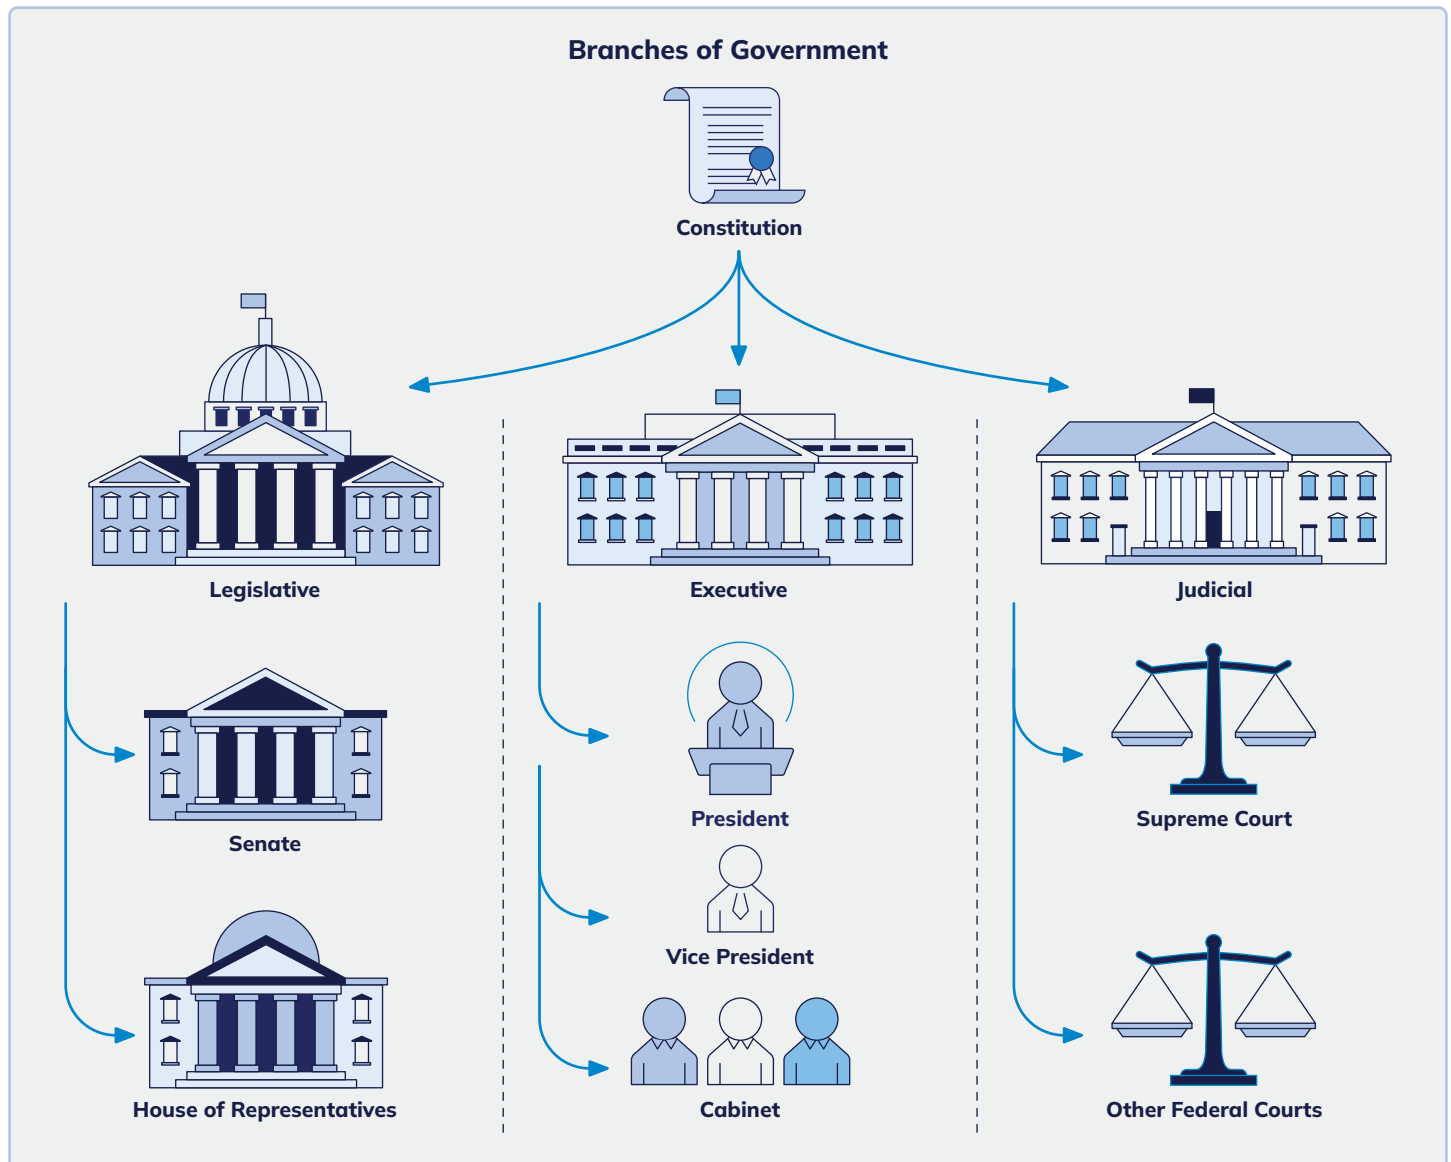 Branches of Government
Constitution
Legislative
Executive
Judicial
Senate
House of Representatives
President
Vice President
Cabinet
Supreme Court
Other Federal Courts